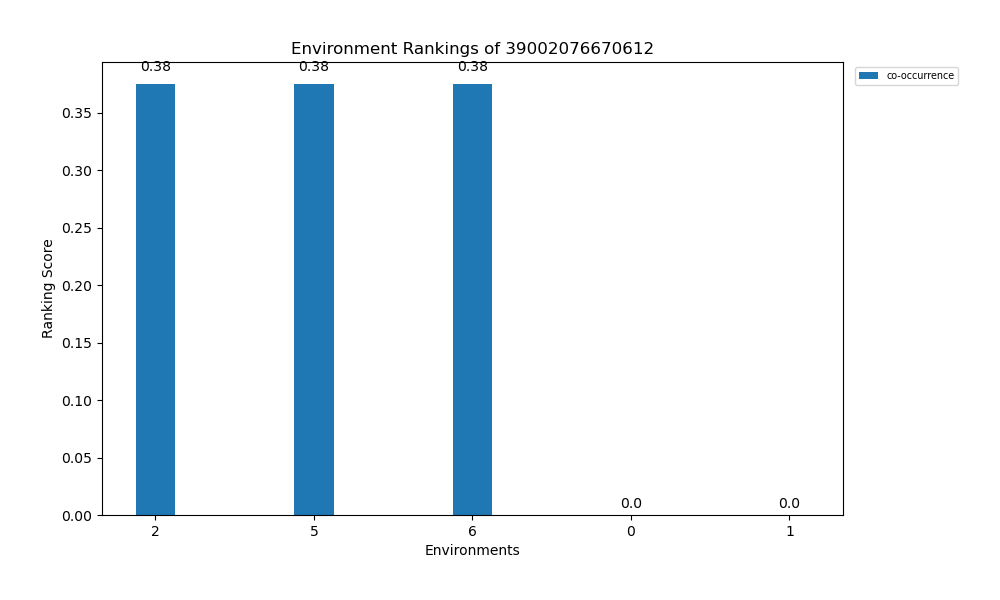 Environment Rankings of 39002076670612
0.38 0.38 0.38 0.0 0.0
co-occurrence
Ranking Score
0.35
0.30
0.25
0.20
0.15
0.10
0.05
0.00
2 5 6 0 1
Environments